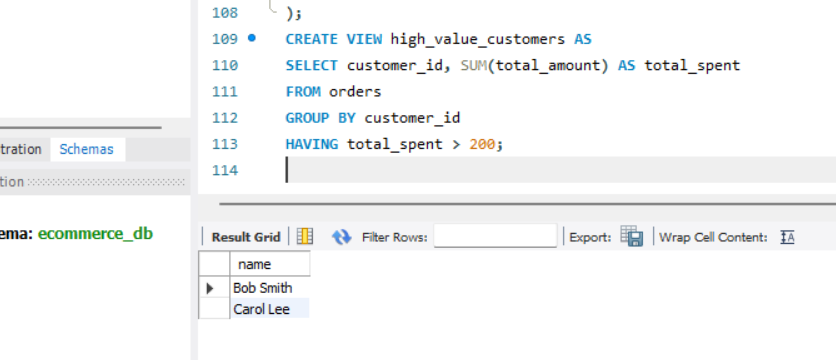 108 );
109 CREATE VIEW high_value_customers AS
110 SELECT customer_id, SUM(total_amount) AS total_spent
111 FROM orders
112 GROUP BY customer_id
113 HAVING total_spent > 200;
114
tration Schemas
tion
ema: ecommerce_db
Result Grid Filter Rows: Export: Wrap Cell Content:
name
Bob Smith
Carol Lee